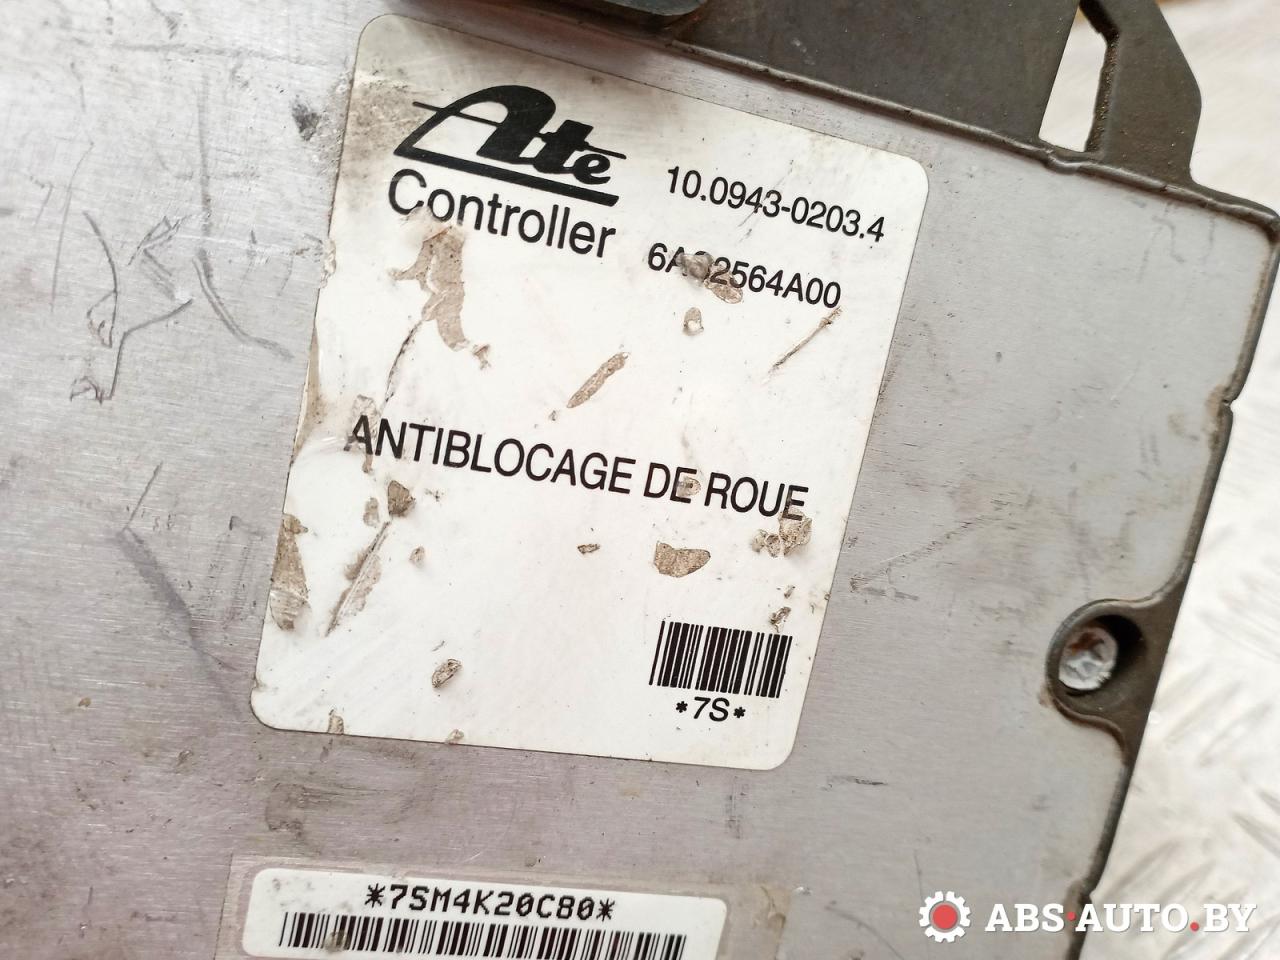 Ate
Controller
10.0943-0203.4
ANTIBLOCAGE DE ROUE
*7S*
*7SM4K20C80*
ABS·AUTO.BY